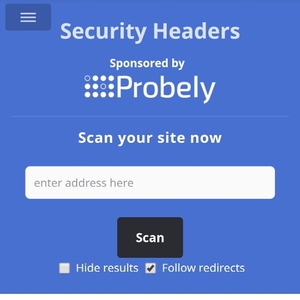 Security Headers
Sponsored by
Probely
Scan your site now
enter address here
Scan
Hide results Follow redirects